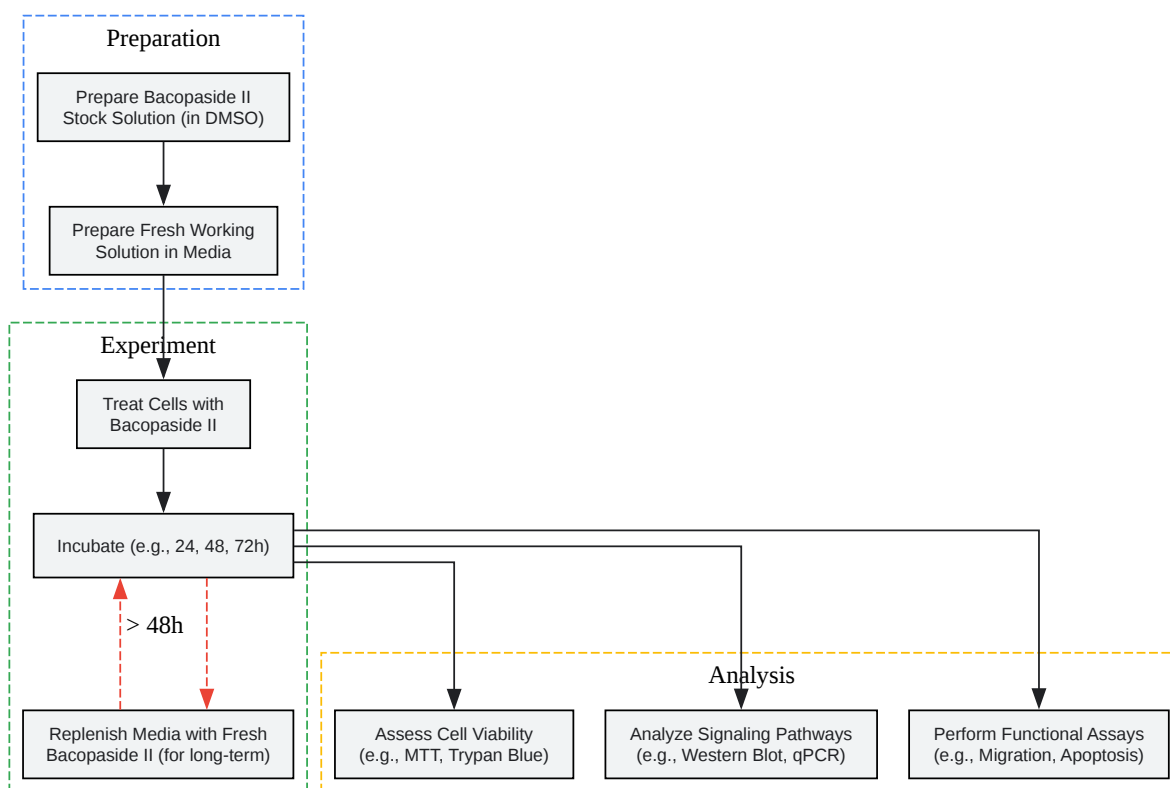 Preparation
Prepare Bacopaside II
Stock Solution (in DMSO)
Prepare Fresh Working
Solution in Media
Experiment
Treat Cells with
Bacopaside II
Incubate (e.g., 24, 48, 72h)
> 48h
Replenish Media with Fresh
Bacopaside II (for long-term)
Analysis
Assess Cell Viability
(e.g., MTT, Trypan Blue)
Analyze Signaling Pathways
(e.g., Western Blot, qPCR)
Perform Functional Assays
(e.g., Migration, Apoptosis)